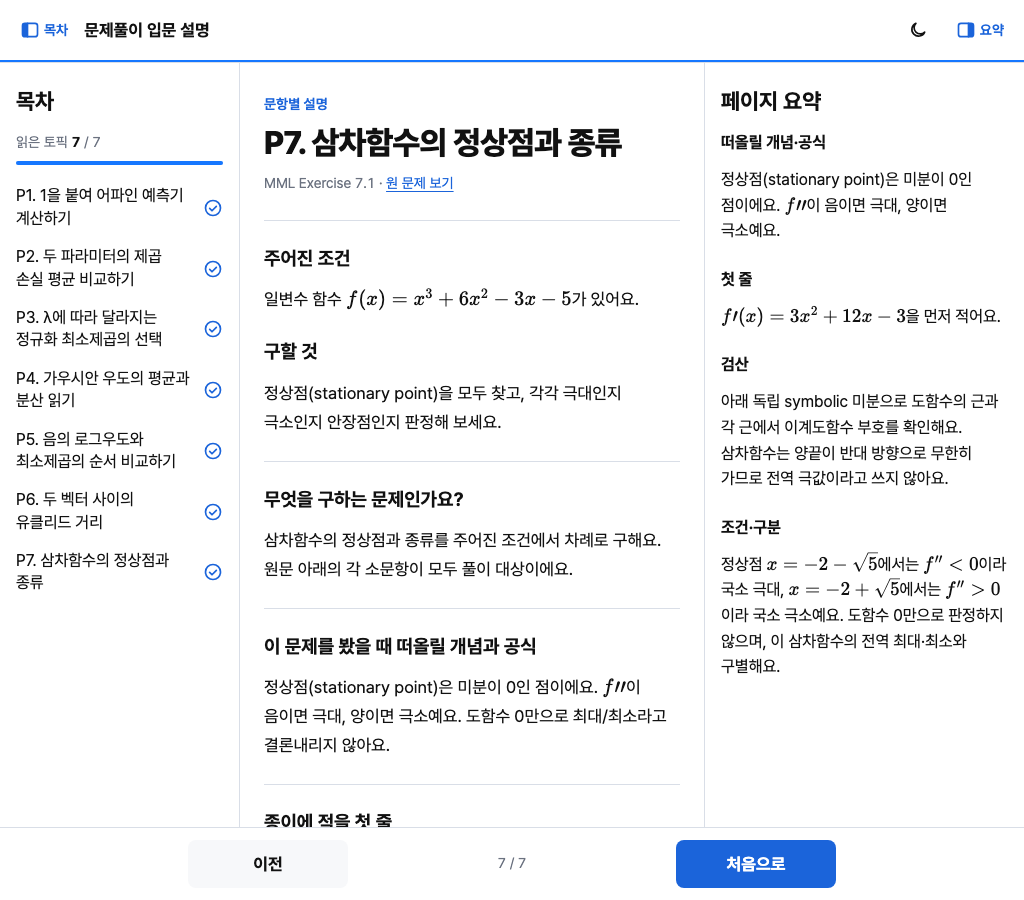 목차
문제풀이 입문 설명
요약
목차
읽은 토픽 7 / 7
P1. 1을 붙여 어파인 예측기
계산하기
P2. 두 파라미터의 제곱
손실 평균 비교하기
P3. λ에 따라 달라지는
정규화 최소제곱의 선택
P4. 가우시안 우도의 평균과
분산 읽기
P5. 음의 로그우도와
최소제곱의 순서 비교하기
P6. 두 벡터 사이의
유클리드 거리
P7. 삼차함수의 정상점과
종류
문항별 설명
P7. 삼차함수의 정상점과 종류
MML Exercise 7.1 · 원 문제 보기
주어진 조건
일변수 함수 f(x) = x³ + 6x² − 3x − 5가 있어요.
구할 것
정상점(stationary point)을 모두 찾고, 각각 극대인지
극소인지 안장점인지 판정해 보세요.
무엇을 구하는 문제인가요?
삼차함수의 정상점과 종류를 주어진 조건에서 차례로 구해요.
원문 아래의 각 소문항이 모두 풀이 대상이에요.
이 문제를 봤을 때 떠올릴 개념과 공식
정상점(stationary point)은 미분이 0인 점이에요. f′′이
음이면 극대, 양이면 극소예요. 도함수 0만으로 최대/최소라고
결론내리지 않아요.
종이에 적을 첫 줄
페이지 요약
떠올릴 개념·공식
정상점(stationary point)은 미분이 0인
점이에요. f′′이 음이면 극대, 양이면
극소예요.
첫 줄
f′(x) = 3x² + 12x − 3을 먼저 적어요.
검산
아래 독립 symbolic 미분으로 도함수의 근과
각 근에서 이계도함수 부호를 확인해요.
삼차함수는 양끝이 반대 방향으로 무한히
가므로 전역 극값이라고 쓰지 않아요.
조건·구분
정상점 x = −2 − √5에서는 f″ < 0이라
국소 극대, x = −2 + √5에서는 f″ > 0
이라 국소 극소예요. 도함수 0만으로 판정하지
않으며, 이 삼차함수의 전역 최대·최소와
구별해요.
이전
7 / 7
처음으로